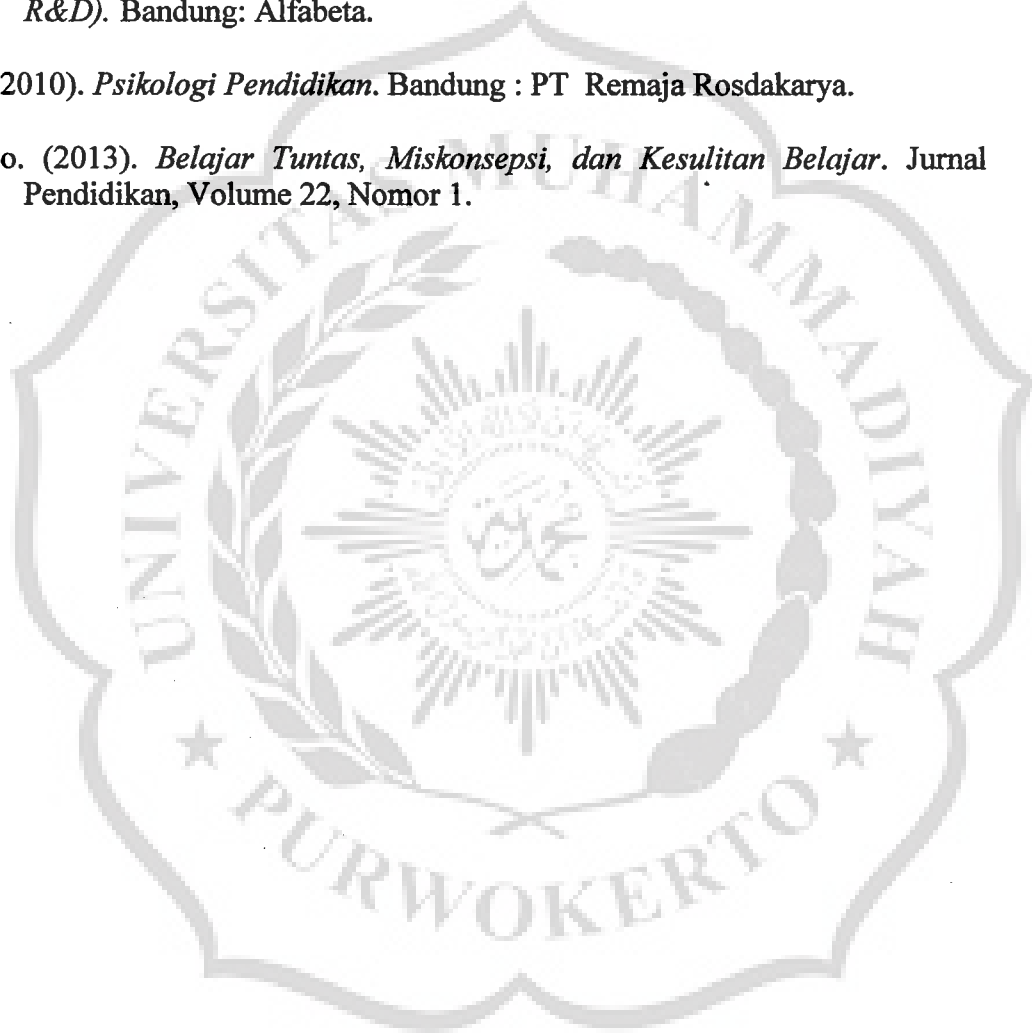 R&D). Bandung: Alfabeta.
2010). Psikologi Pendidikan. Bandung : PT Remaja Rosdakarya.
o. (2013). Belajar Tuntas, Miskonsepsi, dan Kesulitan Belajar. Jurnal
Pendidikan, Volume 22, Nomor 1.
UNIVERSITAS MUHAMMADIYAH
PURWOKERTO